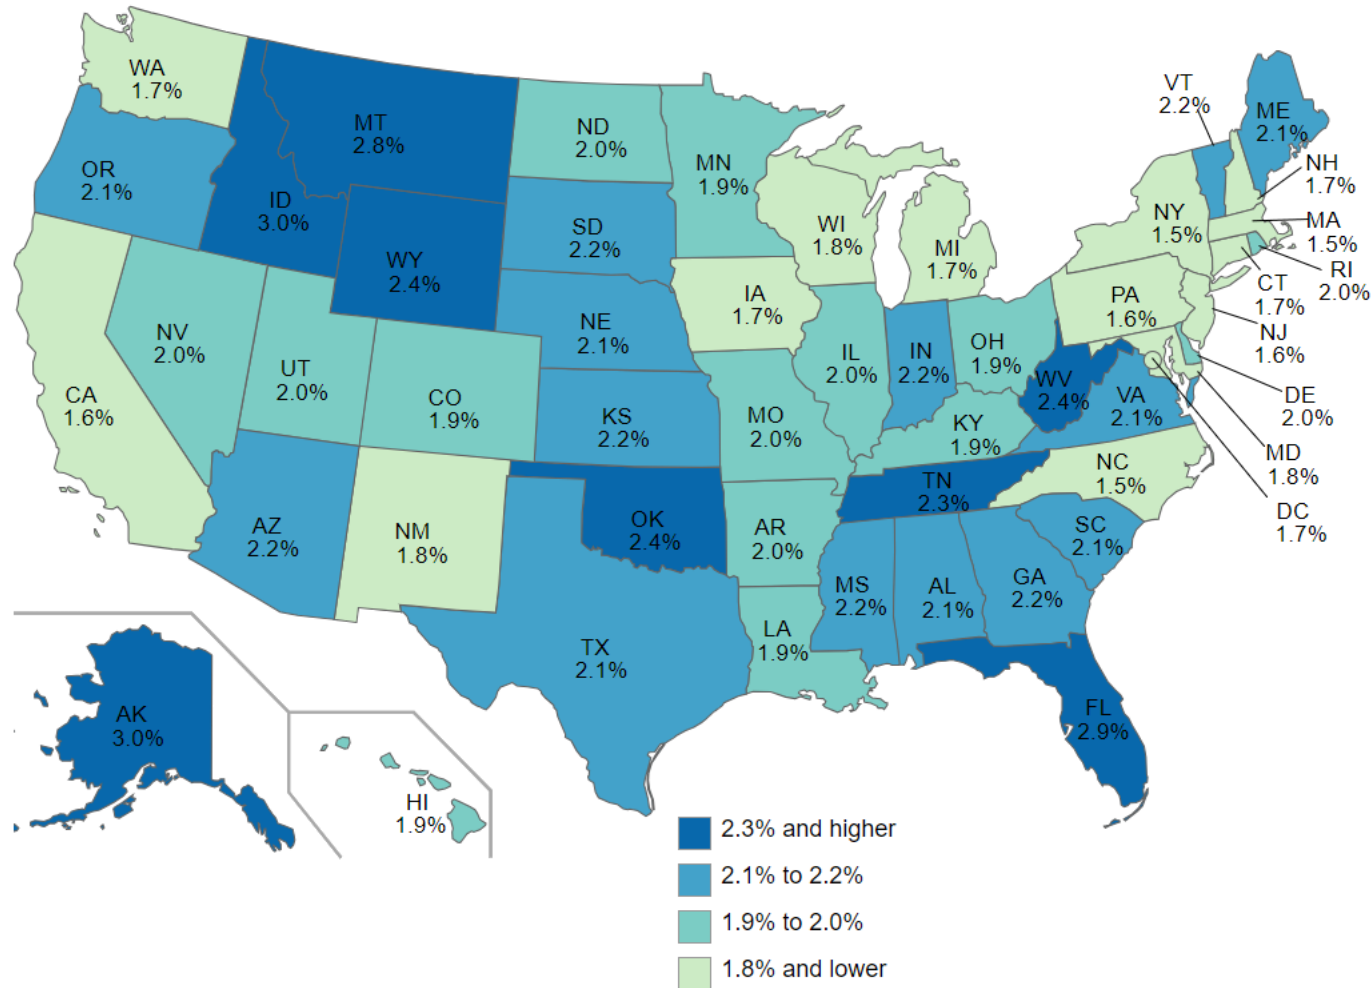 WA
1.7%
OR
2.1%
CA
1.6%
ID
3.0%
MT
2.8%
WY
2.4%
NV
2.0%
UT
2.0%
CO
1.9%
AZ
2.2%
NM
1.8%
ND
2.0%
SD
2.2%
NE
2.1%
KS
2.2%
OK
2.4%
TX
2.1%
MN
1.9%
IA
1.7%
MO
2.0%
AR
2.0%
LA
1.9%
WI
1.8%
IL
2.0%
MI
1.7%
IN
2.2%
OH
1.9%
KY
1.9%
TN
2.3%
MS
2.2%
AL
2.1%
GA
2.2%
FL
2.9%
SC
2.1%
NC
1.5%
VA
2.1%
WV
2.4%
PA
1.6%
NY
1.5%
VT
2.2%
ME
2.1%
NH
1.7%
MA
1.5%
RI
2.0%
CT
1.7%
NJ
1.6%
DE
2.0%
MD
1.8%
DC
1.7%
AK
3.0%
HI
1.9%
2.3% and higher
2.1% to 2.2%
1.9% to 2.0%
1.8% and lower